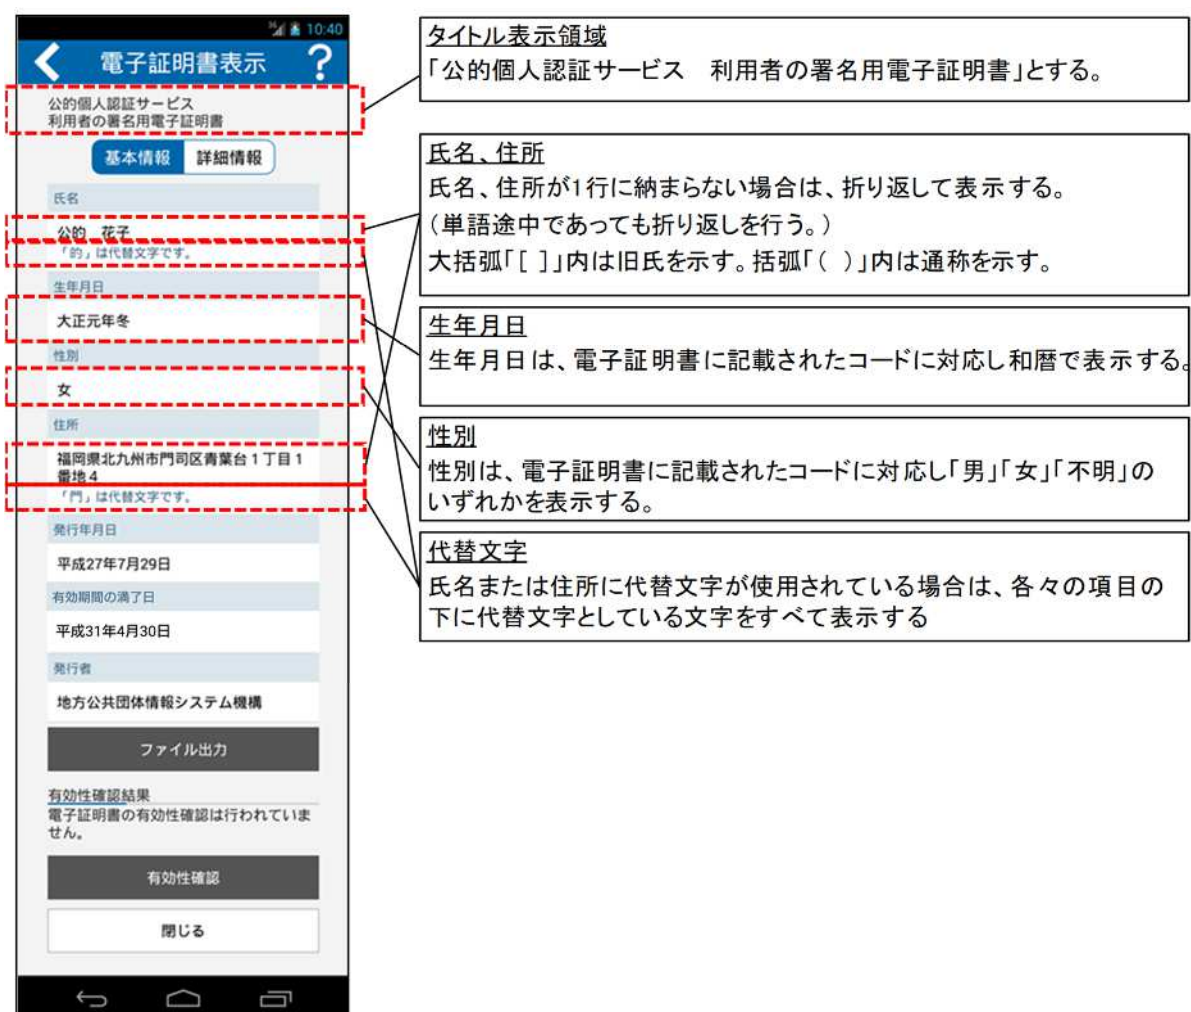 10:40
電子証明書表示 ?
公的個人認証サービス
利用者の署名用電子証明書
基本情報 詳細情報
氏名
公的　花子
「的」は代替文字です。
生年月日
大正元年冬
性別
女
住所
福岡県北九州市門司区青葉台1丁目1
番地4
「門」は代替文字です。
発行年月日
平成27年7月29日
有効期間の満了日
平成31年4月30日
発行者
地方公共団体情報システム機構
ファイル出力
有効性確認結果
電子証明書の有効性確認は行われていま
せん。
有効性確認
閉じる
タイトル表示領域
「公的個人認証サービス　利用者の署名用電子証明書」とする。
氏名、住所
氏名、住所が1行に納まらない場合は、折り返して表示する。
（単語途中であっても折り返しを行う。）
大括弧「[ ]」内は旧氏を示す。括弧「( )」内は通称を示す。
生年月日
生年月日は、電子証明書に記載されたコードに対応し和暦で表示する。
性別
性別は、電子証明書に記載されたコードに対応し「男」「女」「不明」の
いずれかを表示する。
代替文字
氏名または住所に代替文字が使用されている場合は、各々の項目の
下に代替文字としている文字をすべて表示する